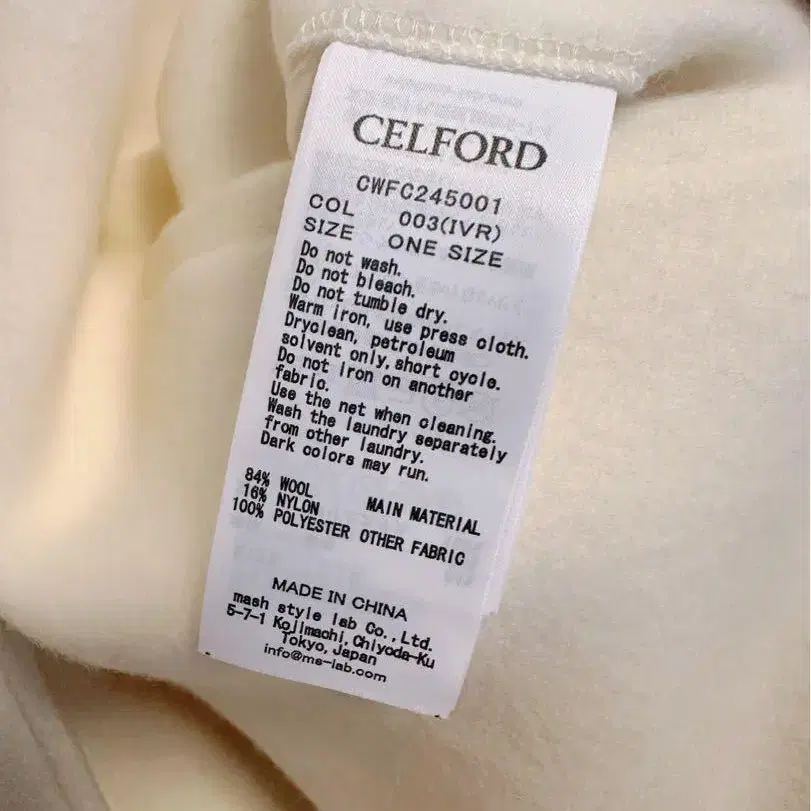 CELFORD
CWFC245001
COL 003(IVR)
SIZE ONE SIZE
Do not wash.
Do not bleach.
Do not tumble dry.
Warm iron, use press cloth.
Dryclean, petroleum
solvent only,short cycle.
Do not iron on another
fabric.
Use the net when cleaning.
Wash the laundry separately
from other laundry.
Dark colors may run.
84% WOOL
16% NYLON MAIN MATERIAL
100% POLYESTER OTHER FABRIC
MADE IN CHINA
mash style lab Co.,Ltd.
5-7-1 Kojimachi,Chiyoda-Ku
Tokyo, Japan
info@ms-lab.com